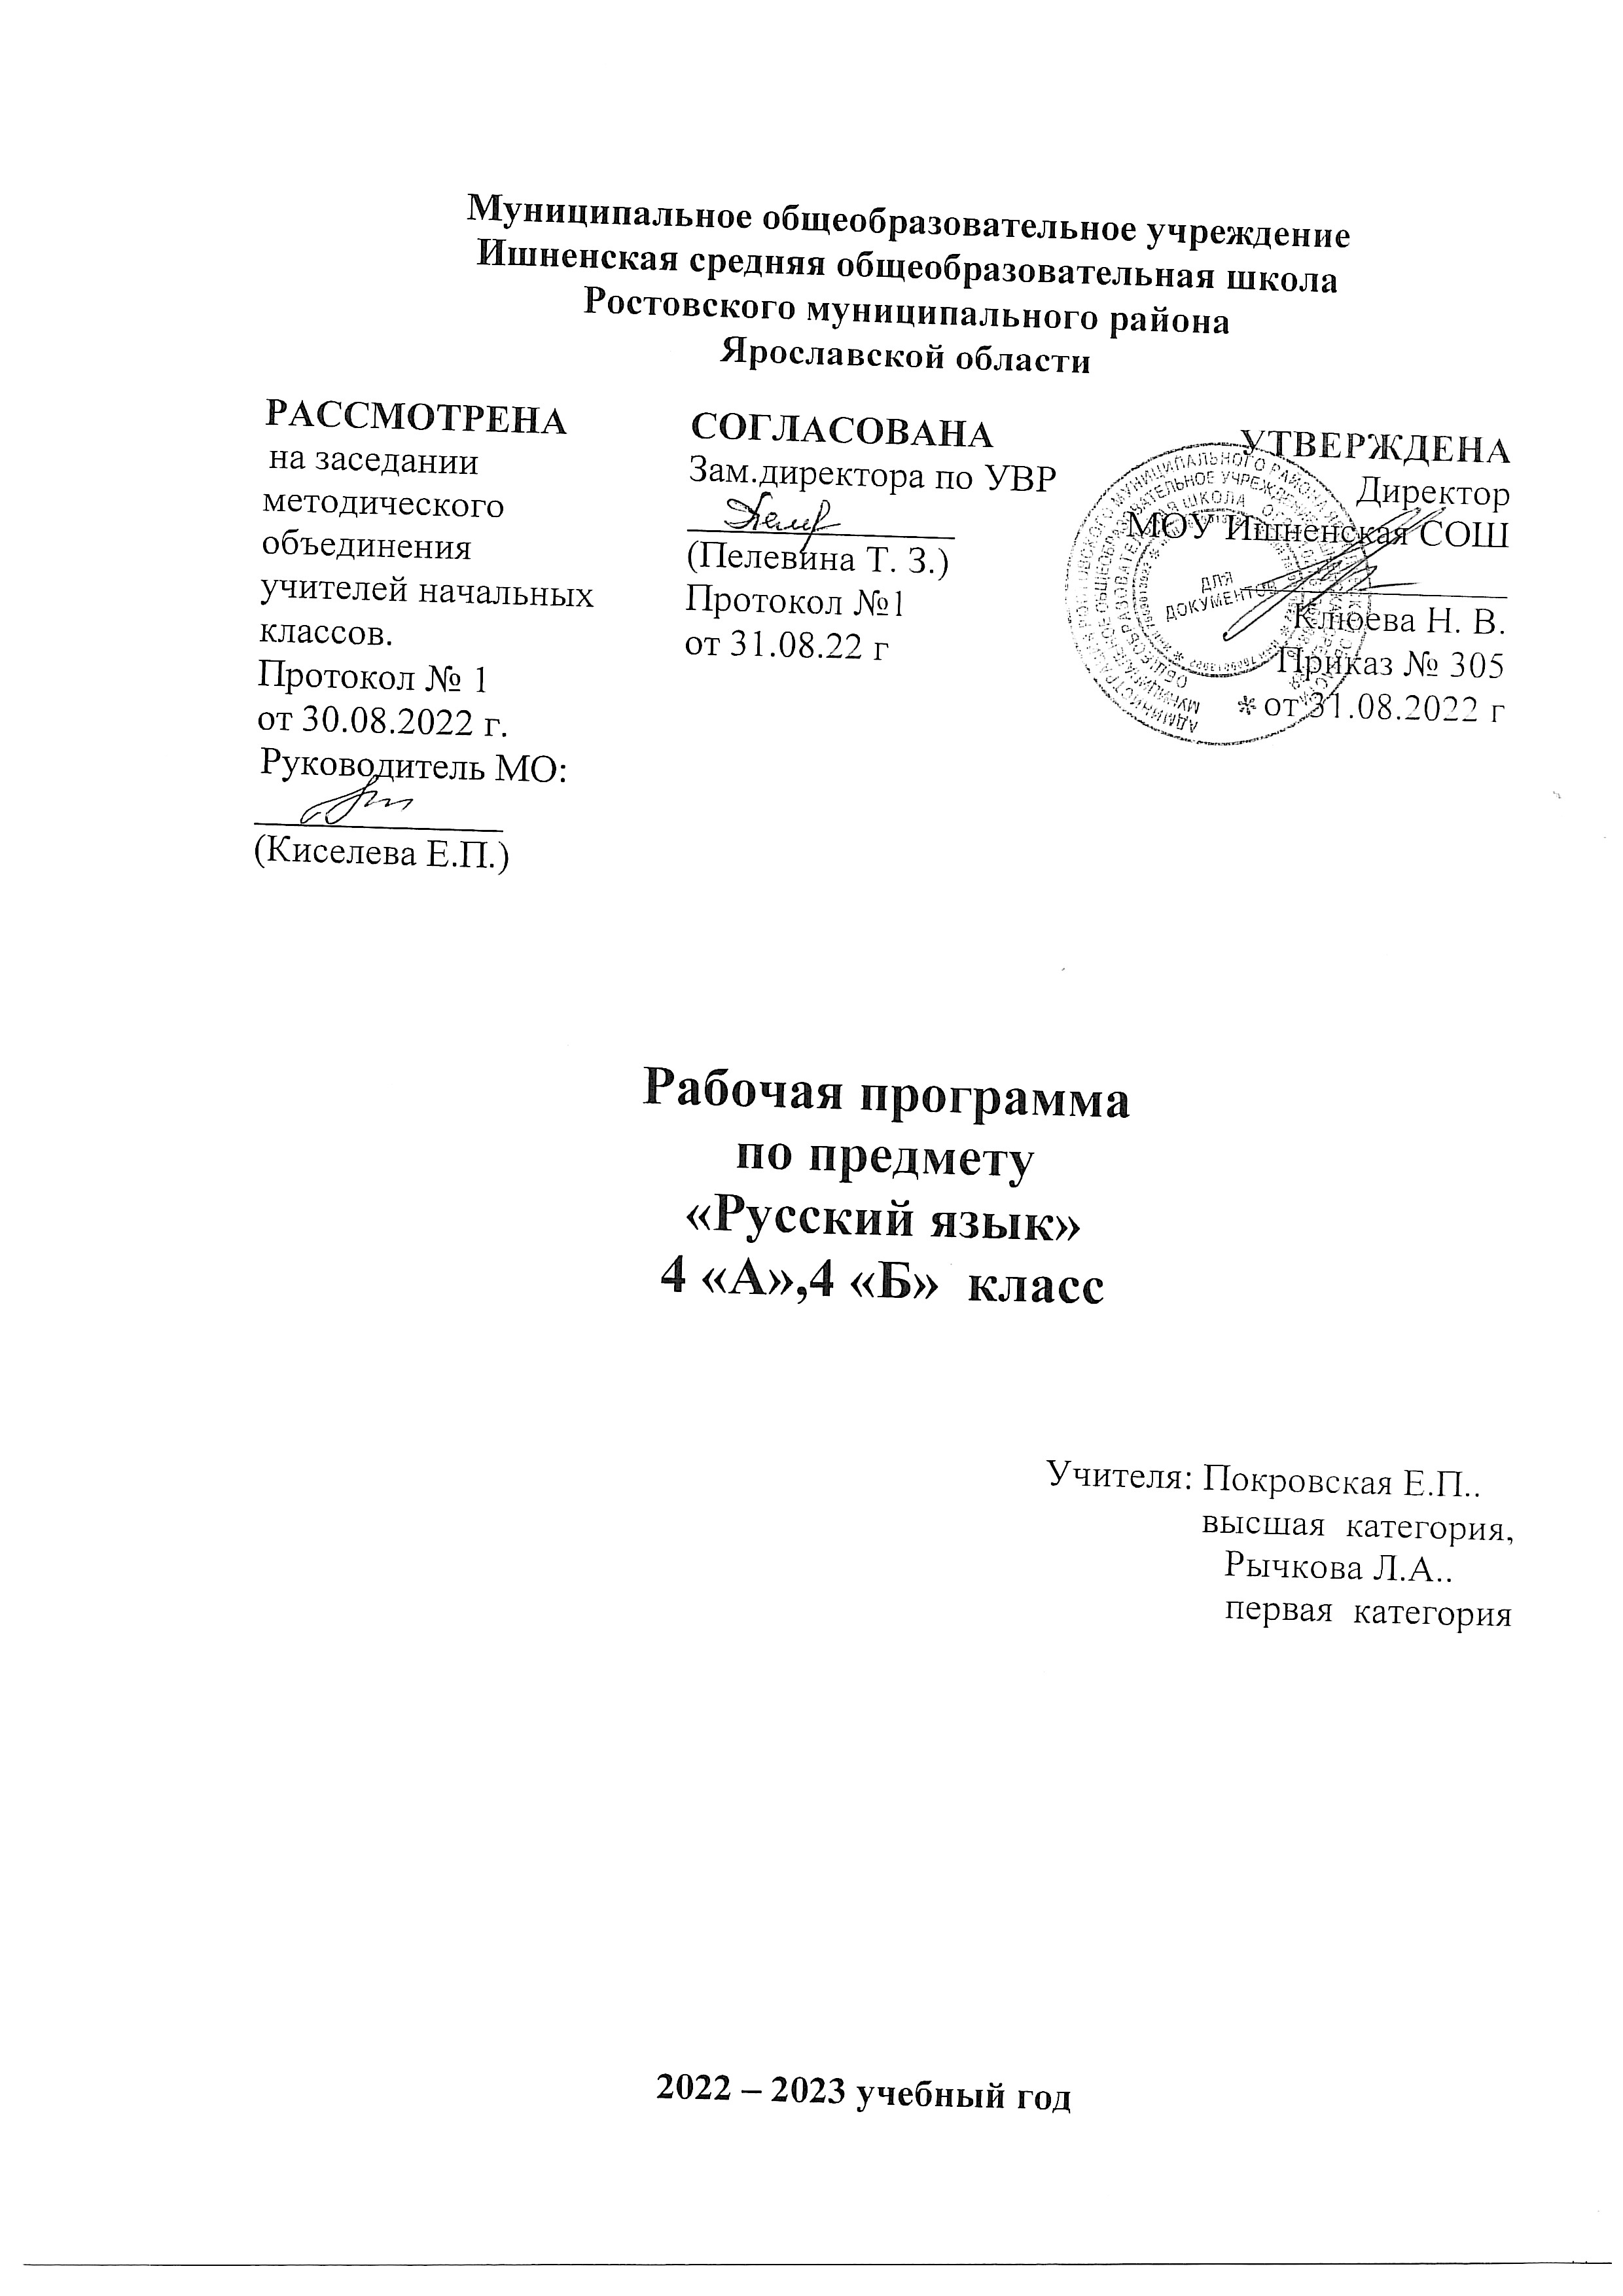 Муниципальное общеобразовательное учреждение
Ишненская средняя общеобразовательная школа
Ростовского муниципального района
Ярославской области
РАССМОТРЕНА
на заседании
методического
объединения
учителей начальных
классов.
Протокол № 1
от 30.08.2022 г.
Руководитель МО:
(Киселева Е.П.)
СОГЛАСОВАНА
Зам.директора по УВР
(Пелевина Т. З.)
Протокол №1
от 31.08.22 г
УТВЕРЖДЕНА
Директор
МОУ Ишненская СОШ
Клюева Н. В.
Приказ № 305
от 31.08.2022 г
ДЛЯ
ДОКУМЕНТОВ
Рабочая программа
по предмету
«Русский язык»
4 «А»,4 «Б»  класс
Учителя: Покровская Е.П..
высшая  категория,
Рычкова Л.А..
первая  категория
2022 – 2023 учебный год